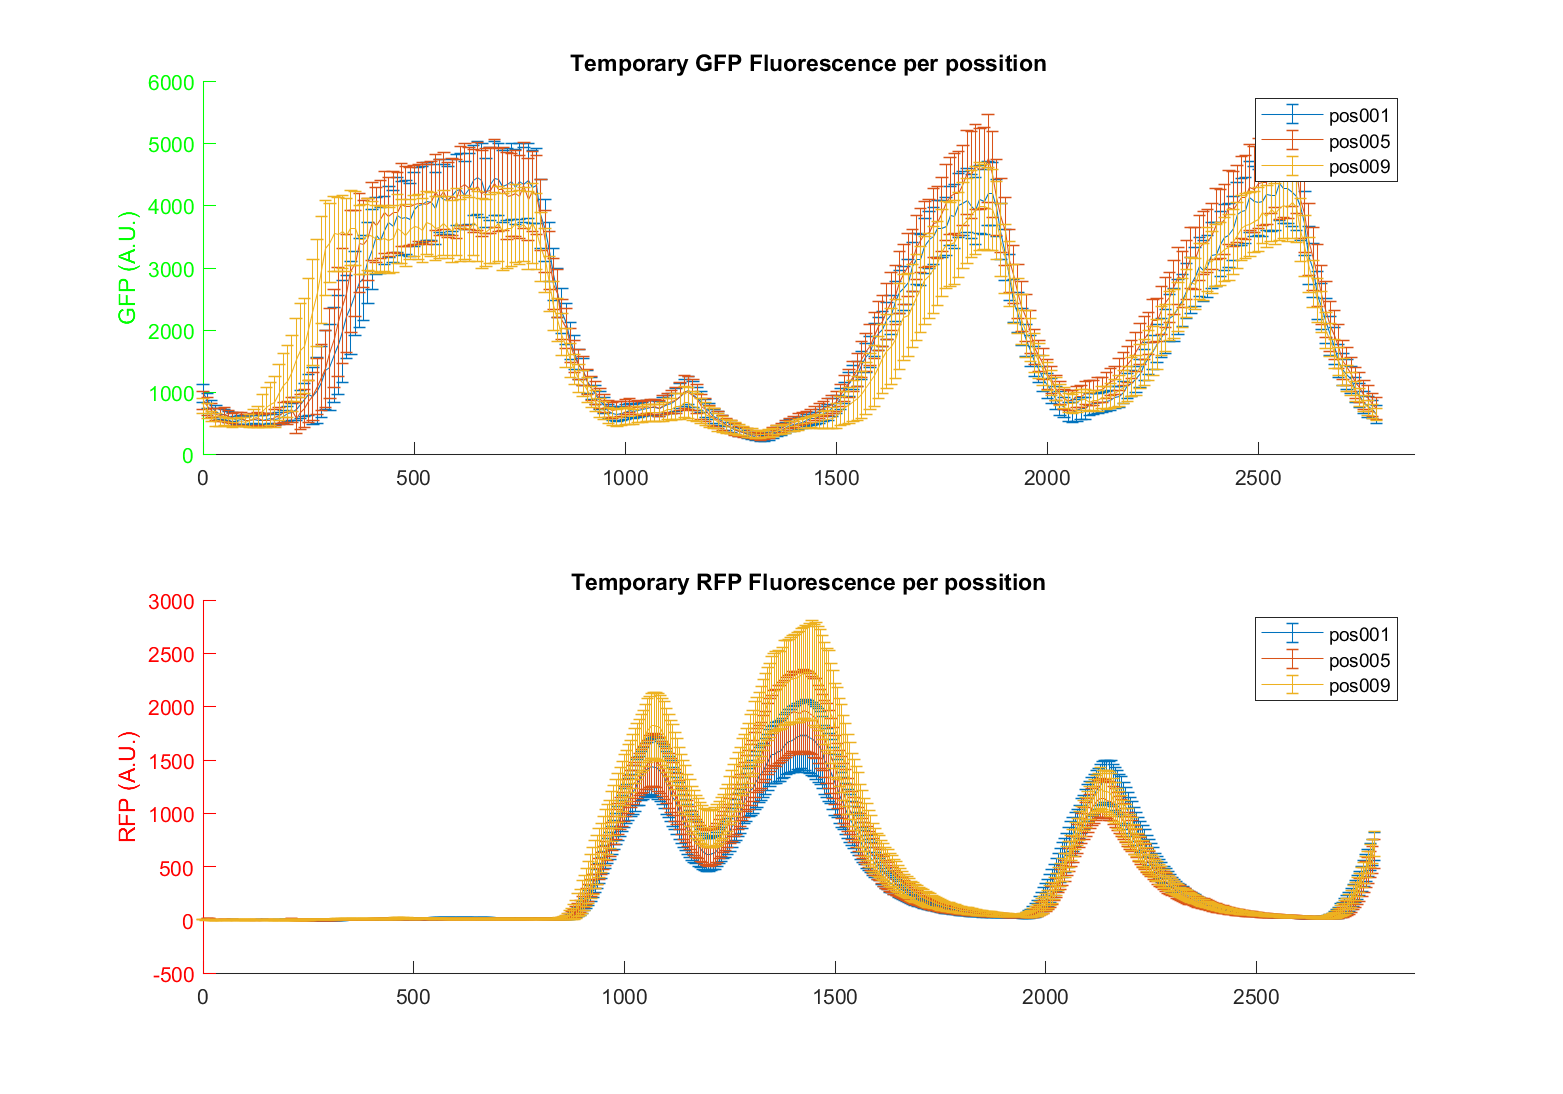 Temporary GFP Fluorescence per possition
6000
5000
4000
3000
2000
1000
0
GFP (A.U.)
0 500 1000 1500 2000 2500
pos001
pos005
pos009
Temporary RFP Fluorescence per possition
3000
2500
2000
1500
1000
500
0
-500
RFP (A.U.)
0 500 1000 1500 2000 2500
pos001
pos005
pos009